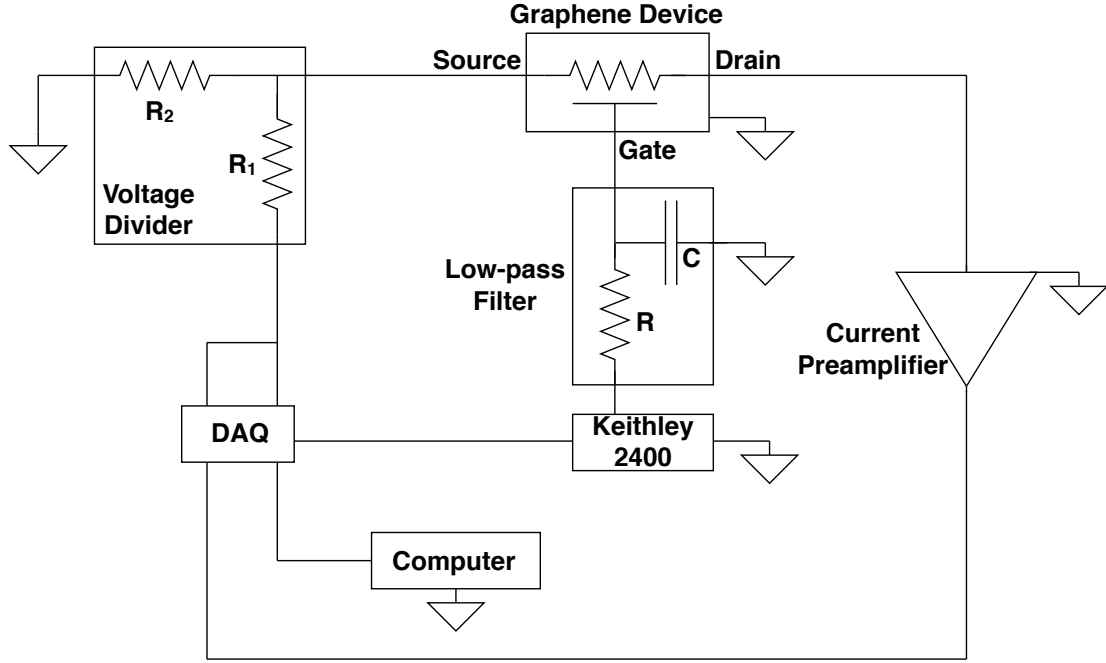 Graphene Device
Source
Drain
R2
Gate
R1
Voltage
Divider
C
Low-pass
Filter
R
Current
Preamplifier
DAQ
Keithley
2400
Computer